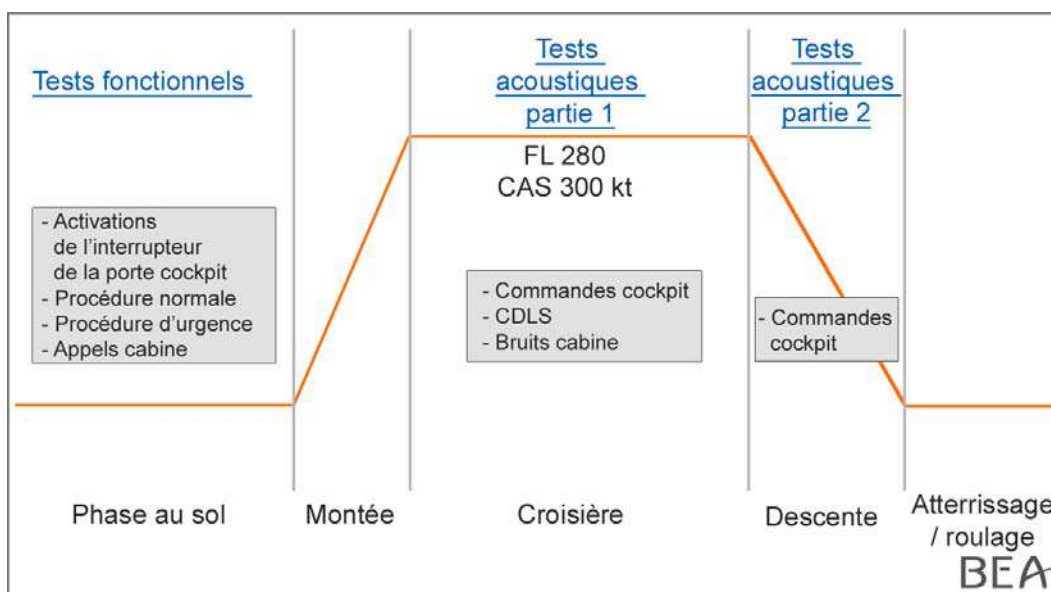 Tests fonctionnels
Tests
acoustiques
partie 1
Tests
acoustiques
partie 2
FL 280
CAS 300 kt
- Activations
de l'interrupteur
de la porte cockpit
- Procédure normale
- Procédure d'urgence
- Appels cabine
- Commandes cockpit
- CDLS
- Bruits cabine
- Commandes
cockpit
Phase au sol
Montée
Croisière
Descente
Atterrissage
/ roulage
BEA